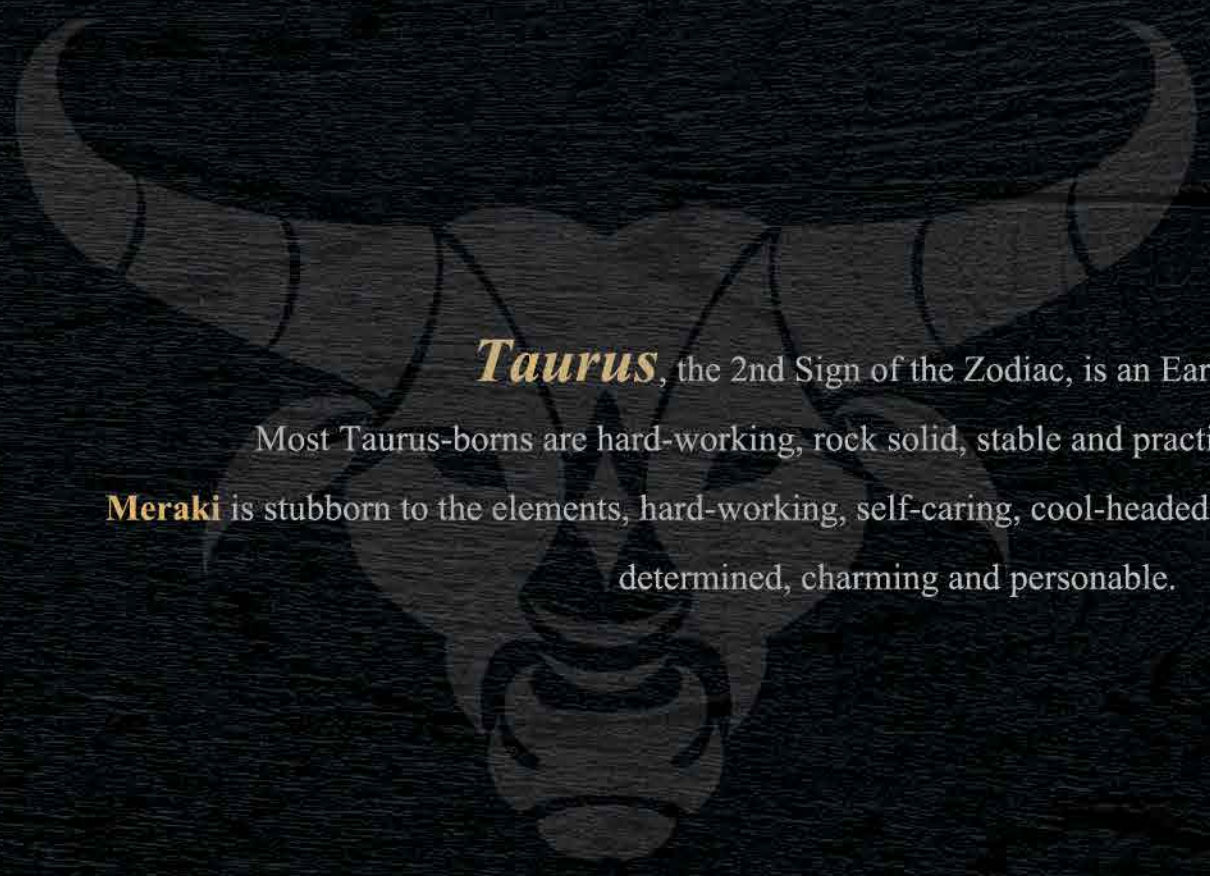 Taurus, the 2nd Sign of the Zodiac, is an Ear
Most Taurus-borns are hard-working, rock solid, stable and practi
Meraki is stubborn to the elements, hard-working, self-caring, cool-headed
determined, charming and personable.